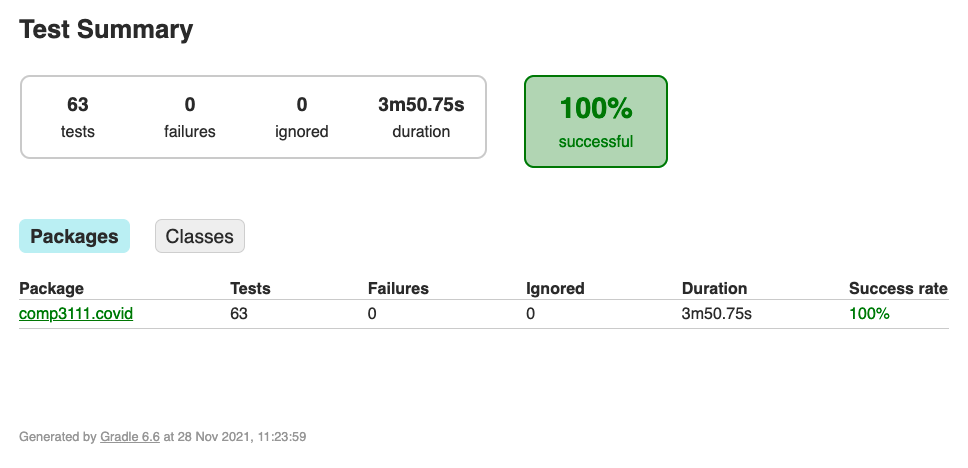 Test Summary
63 0 0 3m50.75s
tests failures ignored duration
100%
successful
Packages Classes
Package Tests Failures Ignored Duration Success rate
comp3111.covid 63 0 0 3m50.75s 100%
Generated by Gradle 6.6 at 28 Nov 2021, 11:23:59